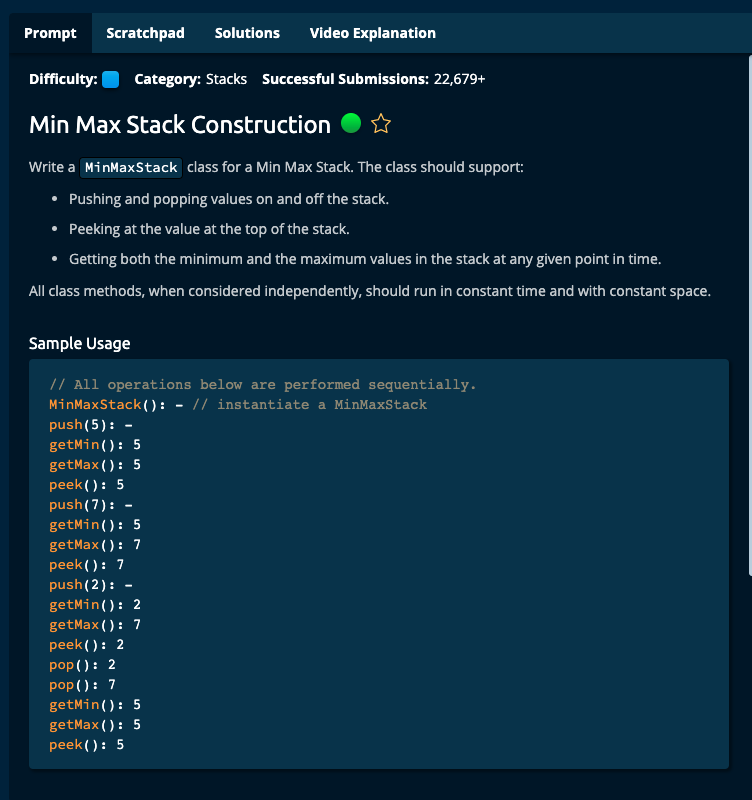 Prompt Scratchpad Solutions Video Explanation
Difficulty: Category: Stacks Successful Submissions: 22,679+
Min Max Stack Construction
Write a MinMaxStack class for a Min Max Stack. The class should support:
• Pushing and popping values on and off the stack.
• Peeking at the value at the top of the stack.
• Getting both the minimum and the maximum values in the stack at any given point in time.
All class methods, when considered independently, should run in constant time and with constant space.
Sample Usage
// All operations below are performed sequentially.
MinMaxStack(): - // instantiate a MinMaxStack
push(5): -
getMin(): 5
getMax(): 5
peek(): 5
push(7): -
getMin(): 5
getMax(): 7
peek(): 7
push(2): -
getMin(): 2
getMax(): 7
peek(): 2
pop(): 2
pop(): 7
getMin(): 5
getMax(): 5
peek(): 5